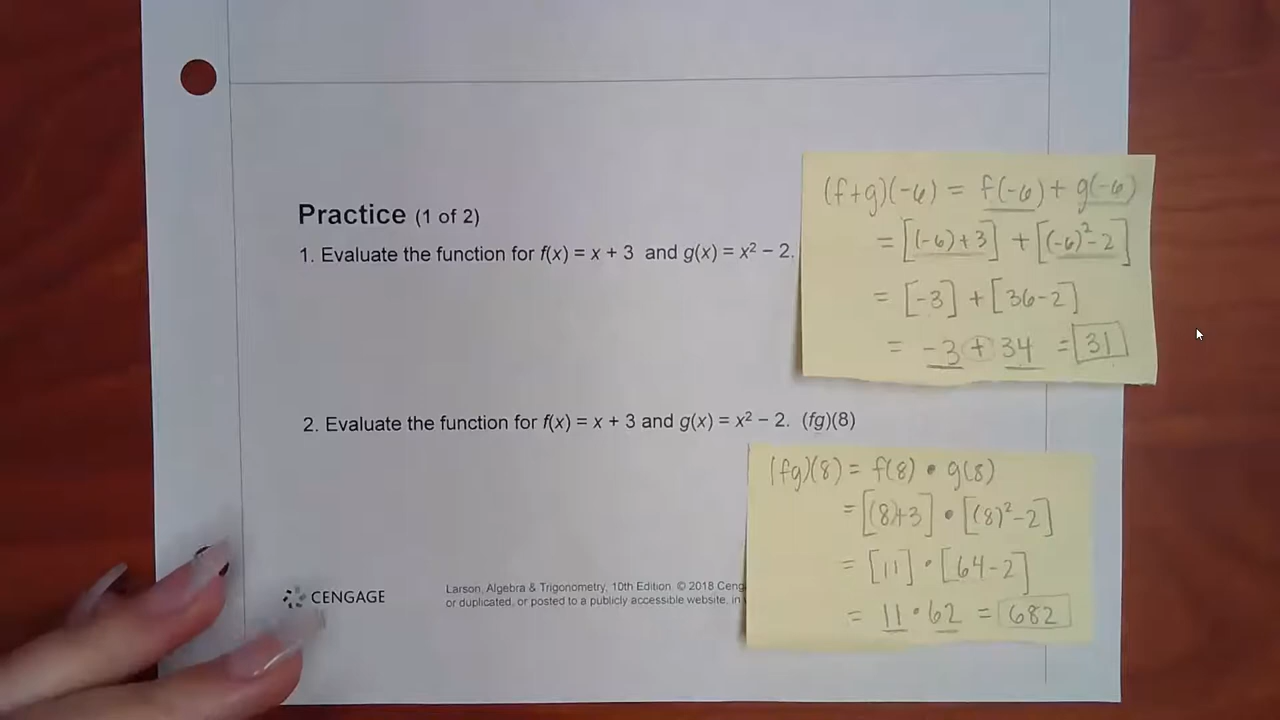 Practice (1 of 2)
1. Evaluate the function for f(x) = x + 3 and g(x) = x² − 2.
(f+g)(-6) = f(-6) + g(-6)
= [(-6)+3] + [(-6)²-2]
= [-3] + [36-2]
= -3 + 34 = 31
2. Evaluate the function for f(x) = x + 3 and g(x) = x² − 2. (fg)(8)
(fg)(8) = f(8) • g(8)
= [(8)+3] • [(8)²-2]
= [11] • [64-2]
= 11 • 62 = 682
CENGAGE
Larson, Algebra & Trigonometry, 10th Edition. © 2018 Ceng
or duplicated, or posted to a publicly accessible website, in